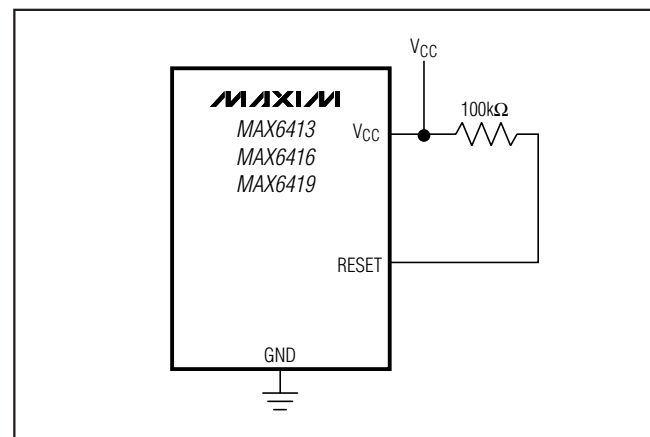 VCC
100kΩ
MAXIM
MAX6413
MAX6416
MAX6419
VCC
RESET
GND